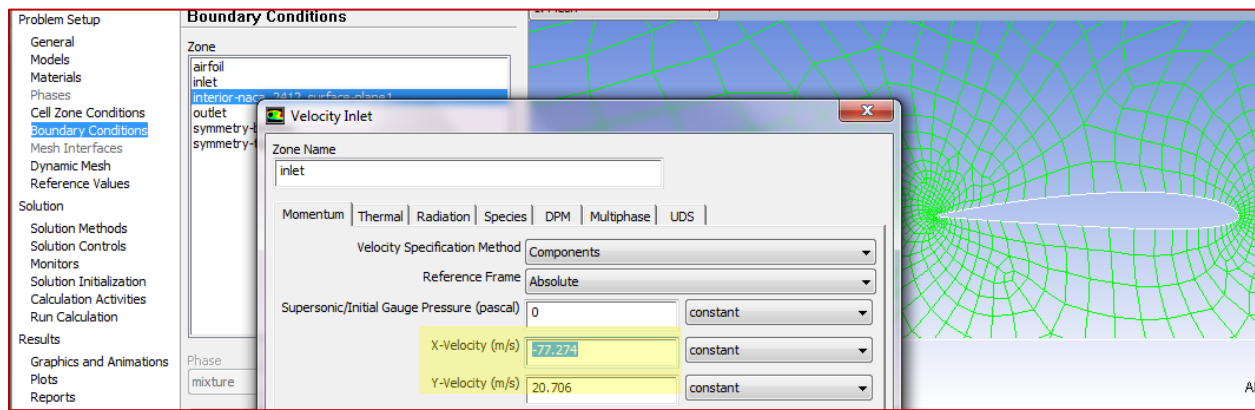 Problem Setup
General
Models
Materials
Phases
Cell Zone Conditions
Boundary Conditions
Mesh Interfaces
Dynamic Mesh
Reference Values
Solution
Solution Methods
Solution Controls
Monitors
Solution Initialization
Calculation Activities
Run Calculation
Results
Graphics and Animations
Plots
Reports
Boundary Conditions
Zone
airfoil
inlet
interior-naca_2412_surface-plane1
outlet
Phase
mixture
Velocity Inlet
Zone Name
inlet
Momentum Thermal Radiation Species DPM Multiphase UDS
Velocity Specification Method Components
Reference Frame Absolute
Supersonic/Initial Gauge Pressure (pascal) 0 constant
X-Velocity (m/s) -77.274 constant
Y-Velocity (m/s) 20.706 constant